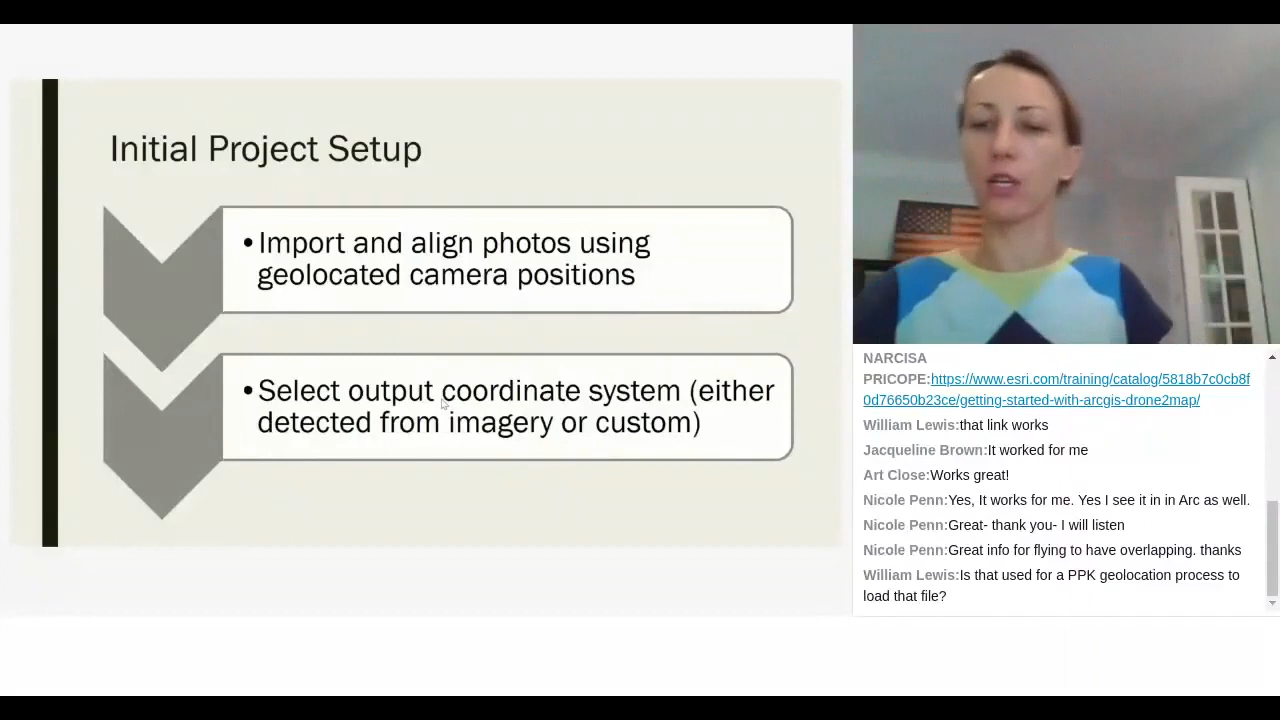 Initial Project Setup
•Import and align photos using
geolocated camera positions
•Select output coordinate system (either
detected from imagery or custom)
NARCISA
PRICOPE:https://www.esri.com/training/catalog/5818b7c0cb8f
0d76650b23ce/getting-started-with-arcgis-drone2map/
William Lewis:that link works
Jacqueline Brown:It worked for me
Art Close:Works great!
Nicole Penn:Yes, It works for me. Yes I see it in in Arc as well.
Nicole Penn:Great- thank you- I will listen
Nicole Penn:Great info for flying to have overlapping. thanks
William Lewis:Is that used for a PPK geolocation process to
load that file?